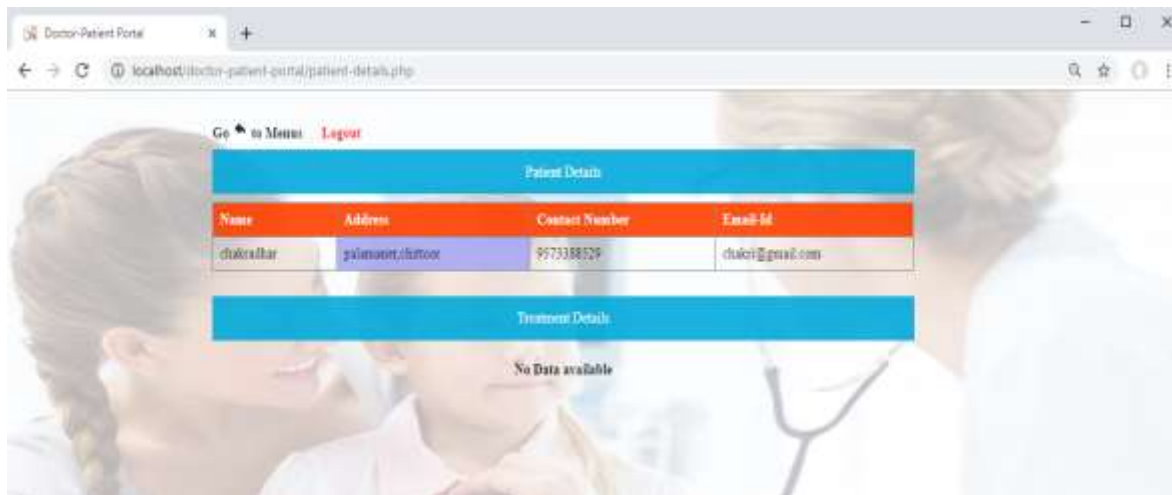 Doctor-Patient Portal
localhost/doctor-patient-portal/patient-details.php
Go to Menus Logout
Patient Details
Name Address Contact Number Email-Id
chakradhar palamaner,chittoor 9573388529 chakri@gmail.com
Treatment Details
No Data available